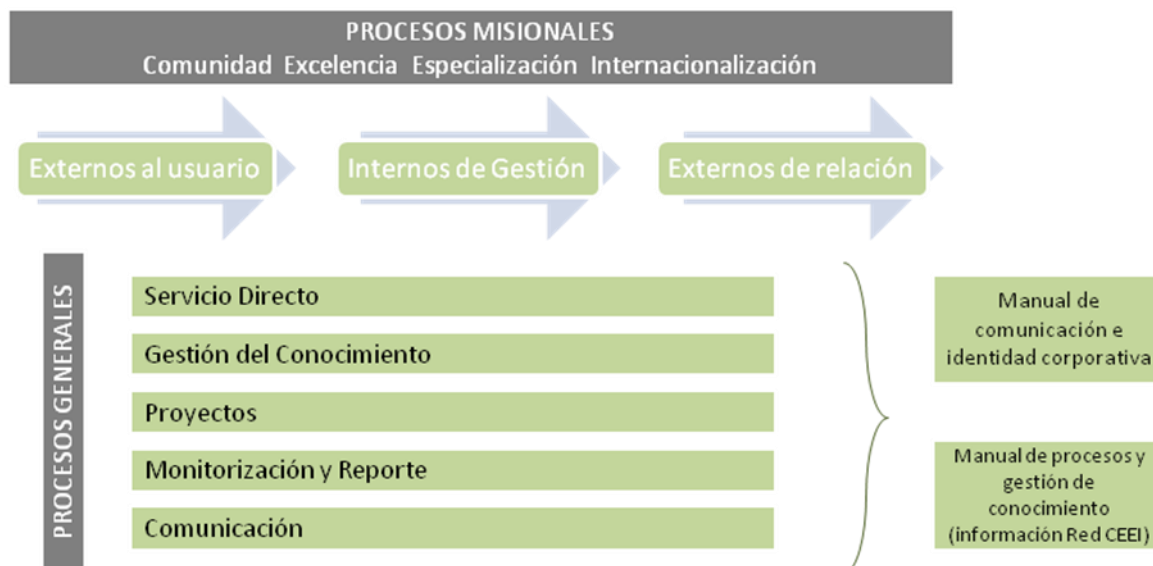 PROCESOS MISIONALES
Comunidad Excelencia Especialización Internacionalización
Externos al usuario
Internos de Gestión
Externos de relación
PROCESOS GENERALES
Servicio Directo
Gestión del Conocimiento
Proyectos
Monitorización y Reporte
Comunicación
Manual de
comunicación e
identidad corporativa
Manual de procesos y
gestión de
conocimiento
(información Red CEEI)